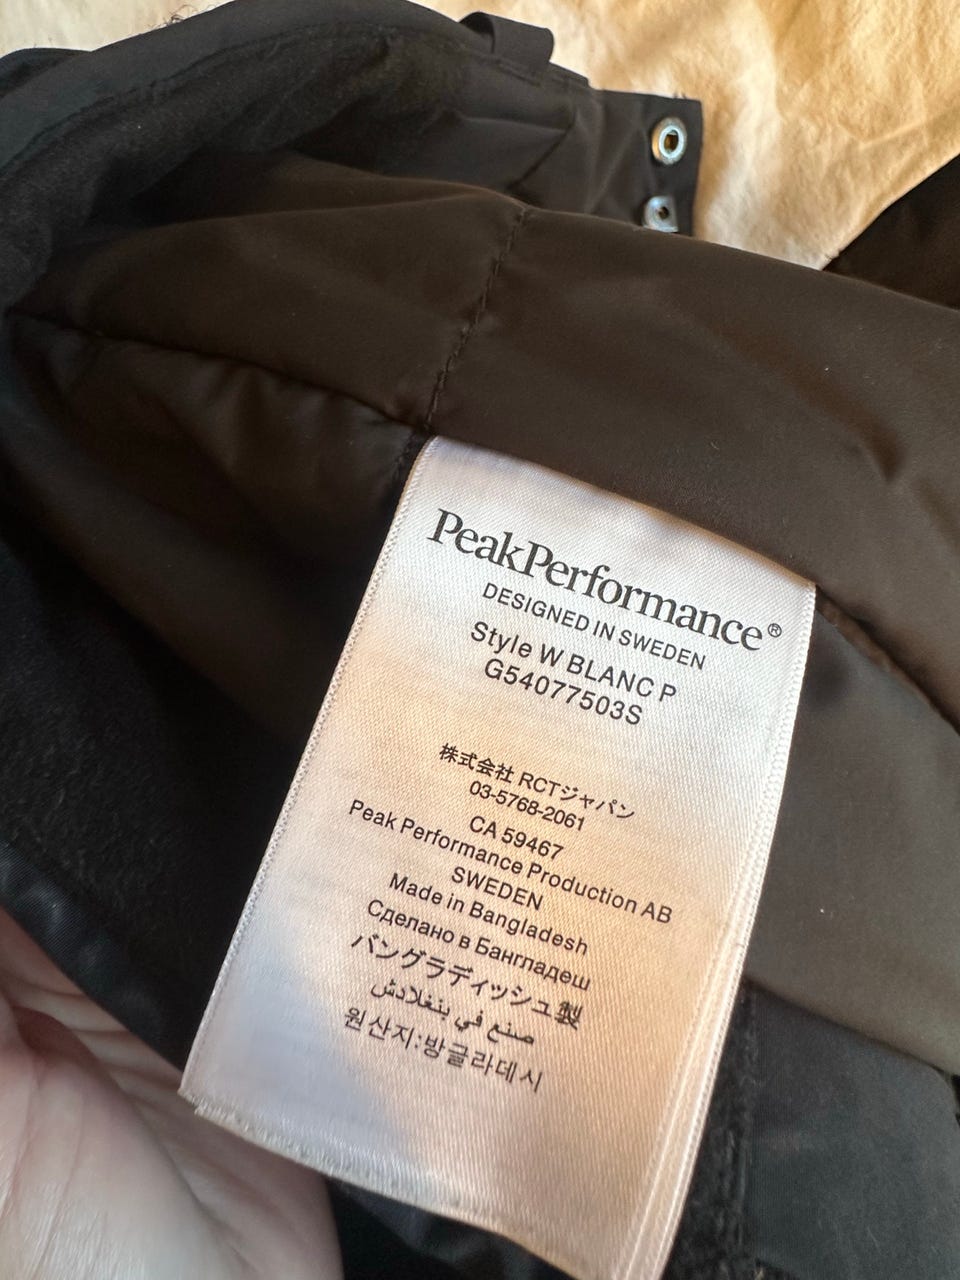 PeakPerformance®
DESIGNED IN SWEDEN
Style W BLANC P
G54077503S
株式会社 RCTジャパン
03-5768-2061
CA 59467
Peak Performance Production AB
SWEDEN
Made in Bangladesh
Сделано в Бангладеш
バングラディッシュ製
صنع في بنغلادش
원산지:방글라데시